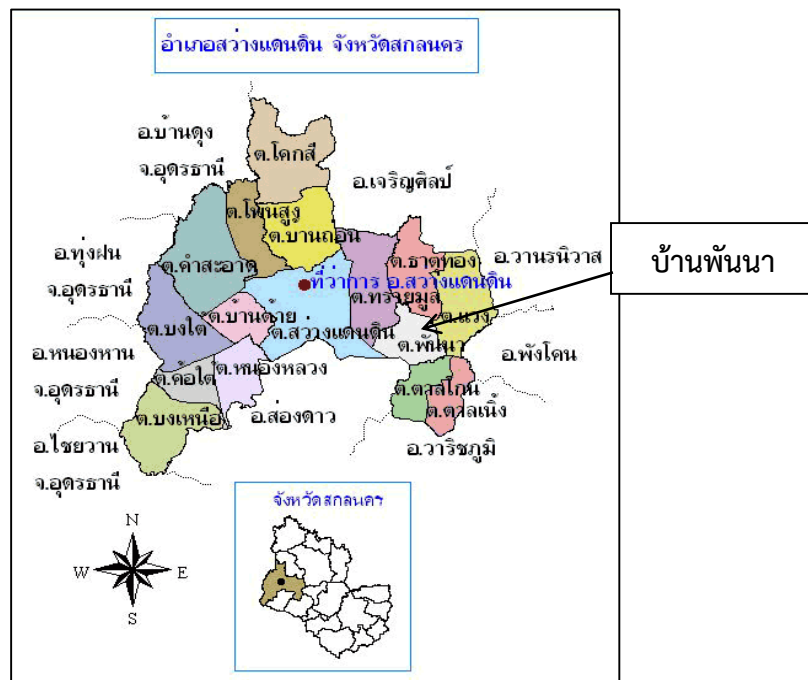 อำเภอสว่างแดนดิน จังหวัดสกลนคร
อ.บ้านดุง
จ.อุดรธานี
ต.โคกสี
อ.เจริญศิลป์
ต.โพนสูง
ต.บานถอน
อ.ทุ่งฝน
จ.อุดรธานี
ต.คำสะอาด
ต.ธาตุทอง
อ.วานรนิวาส
บ้านพันนา
ที่ว่าการ อ.สว่างแดนดิน
ต.ทรายมูล
ต.แวง
ต.บงใต้
ต.บ้านต้าย
ต.สว่างแดนดิน
ต.พันนา
อ.หนองหาน
จ.อุดรธานี
ต.ค้อใต้
ต.หนองหลวง
อ.พังโคน
ต.ตาลโกน
ต.ตาลเนิ้ง
ต.บงเหนือ
อ.ส่องดาว
อ.วาริชภูมิ
อ.ไชยวาน
จ.อุดรธานี
จังหวัดสกลนคร
N
W E
S